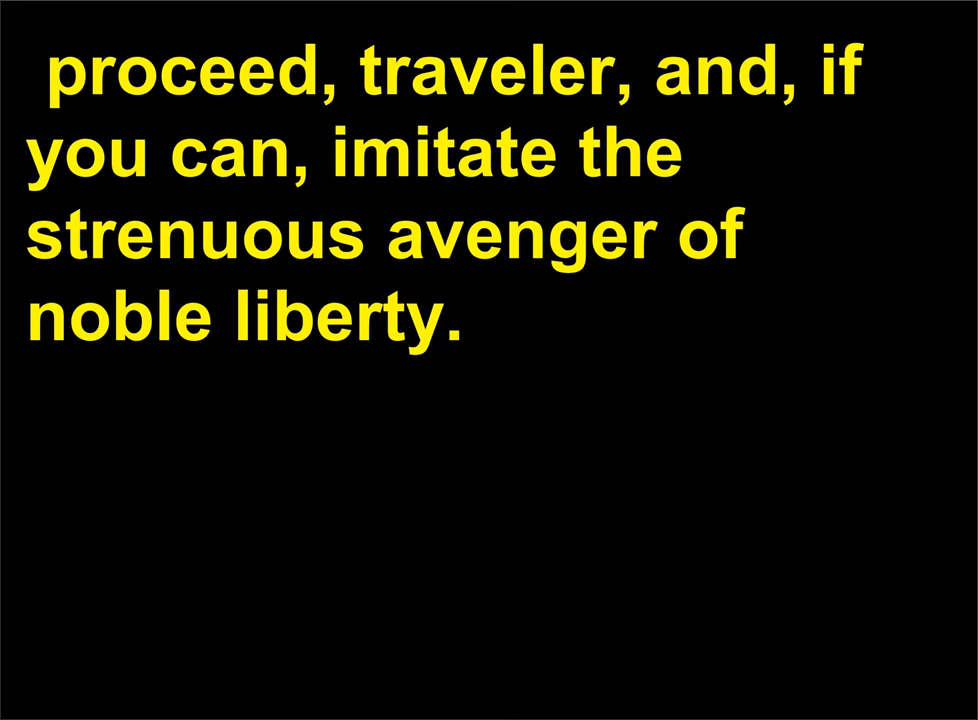 proceed, traveler, and, if
you can, imitate the
strenuous avenger of
noble liberty.